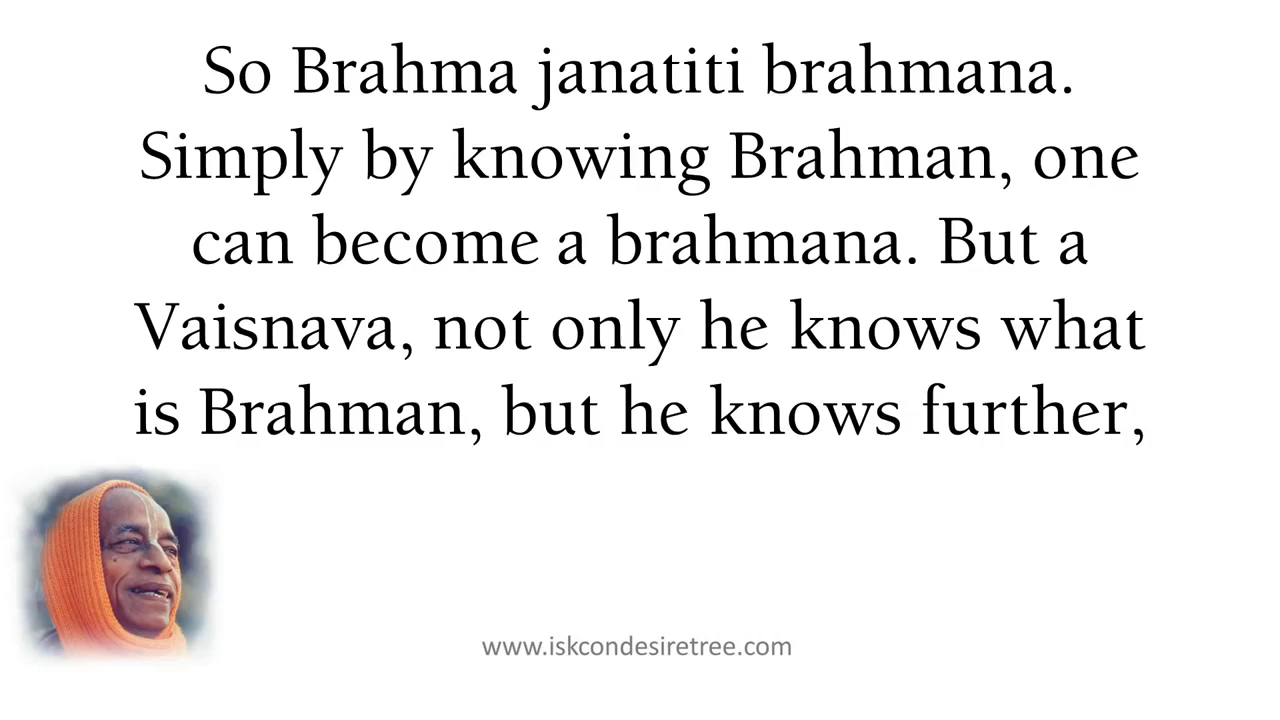 So Brahma janatiti brahmana.
Simply by knowing Brahman, one
can become a brahmana. But a
Vaisnava, not only he knows what
is Brahman, but he knows further,
www.iskcondesiretree.com